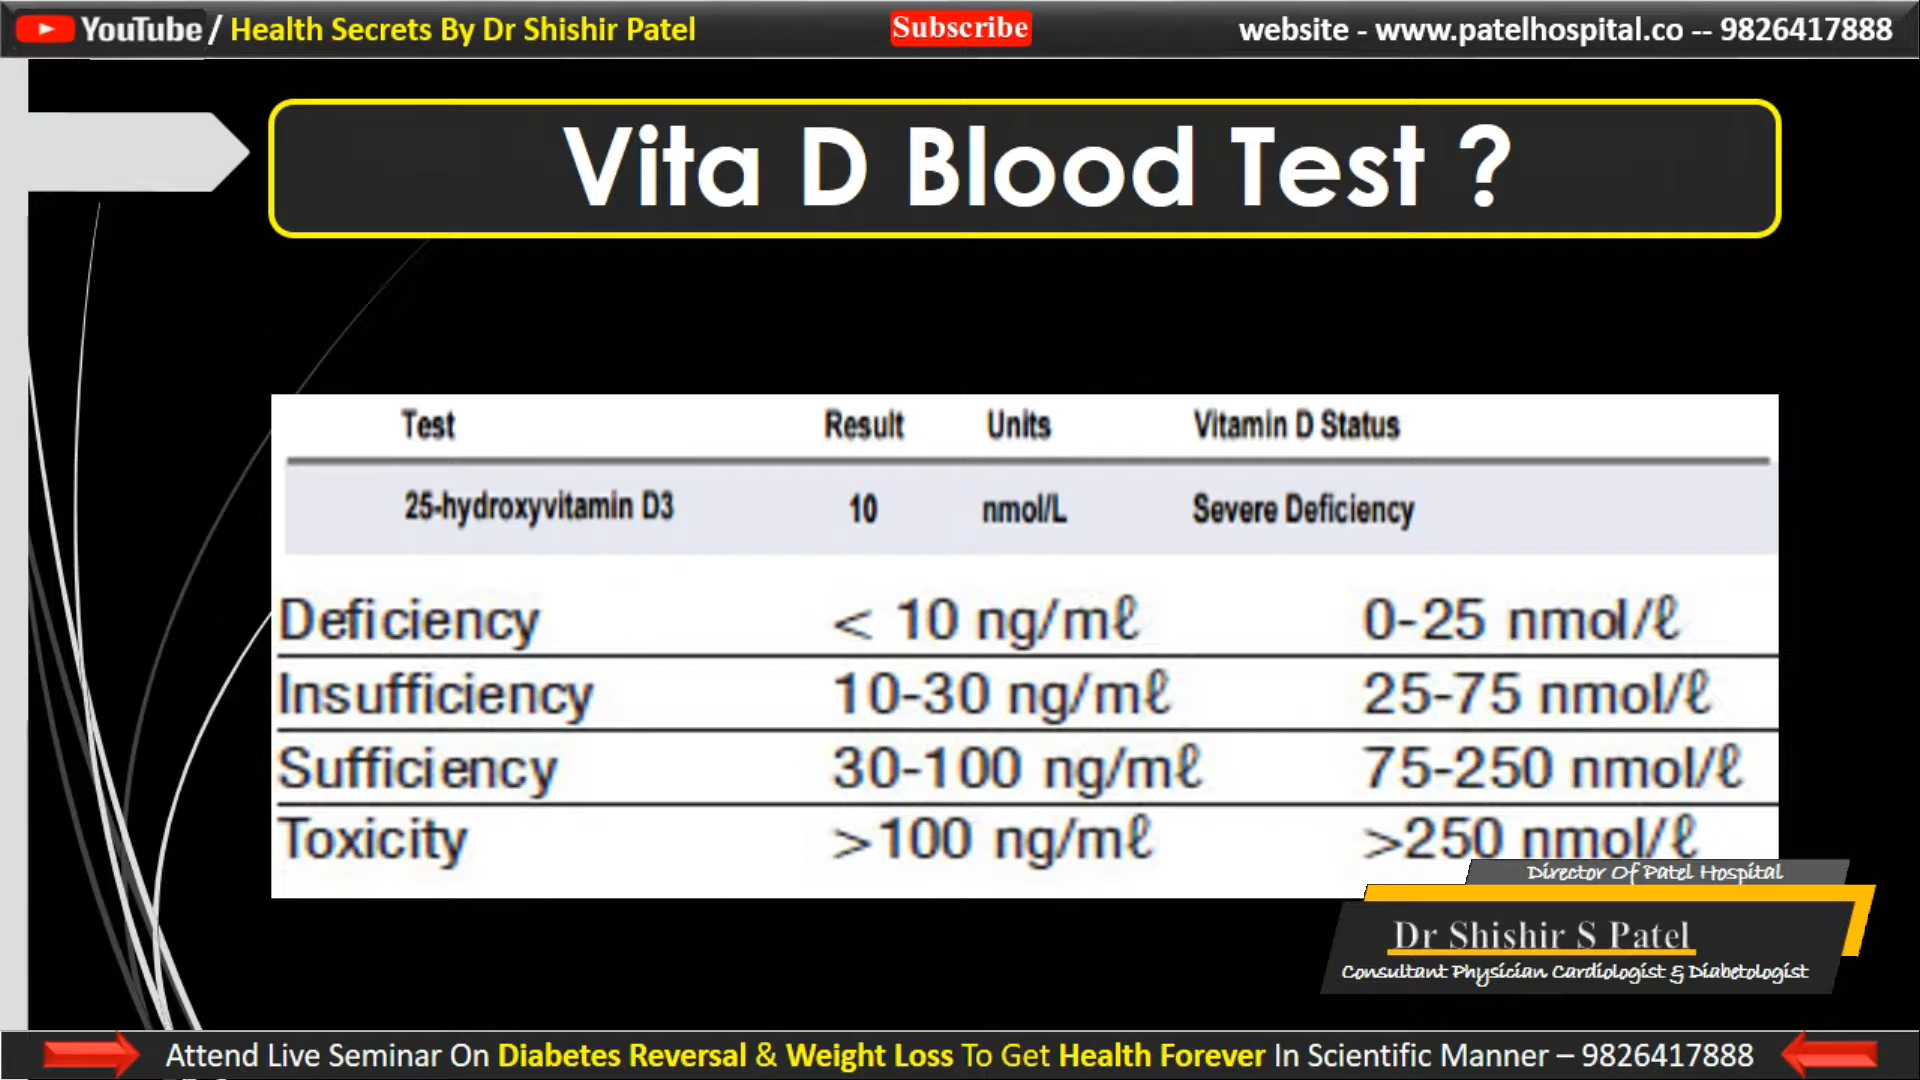 YouTube / Health Secrets By Dr Shishir Patel Subscribe website - www.patelhospital.co -- 9826417888
Vita D Blood Test ?
Test Result Units Vitamin D Status
25-hydroxyvitamin D3 10 nmol/L Severe Deficiency
Deficiency < 10 ng/mℓ 0-25 nmol/ℓ
Insufficiency 10-30 ng/mℓ 25-75 nmol/ℓ
Sufficiency 30-100 ng/mℓ 75-250 nmol/ℓ
Toxicity >100 ng/mℓ >250 nmol/ℓ
Director Of Patel Hospital
Dr Shishir S Patel
Consultant Physician Cardiologist & Diabetologist
Attend Live Seminar On Diabetes Reversal & Weight Loss To Get Health Forever In Scientific Manner – 9826417888